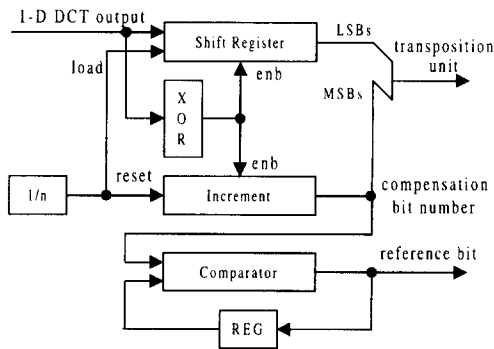 1-D DCT output
Shift Register
LSBs
transposition
unit
load
enb
MSBs
X
O
R
reset
enb
1/n
Increment
compensation
bit number
reference bit
Comparator
REG